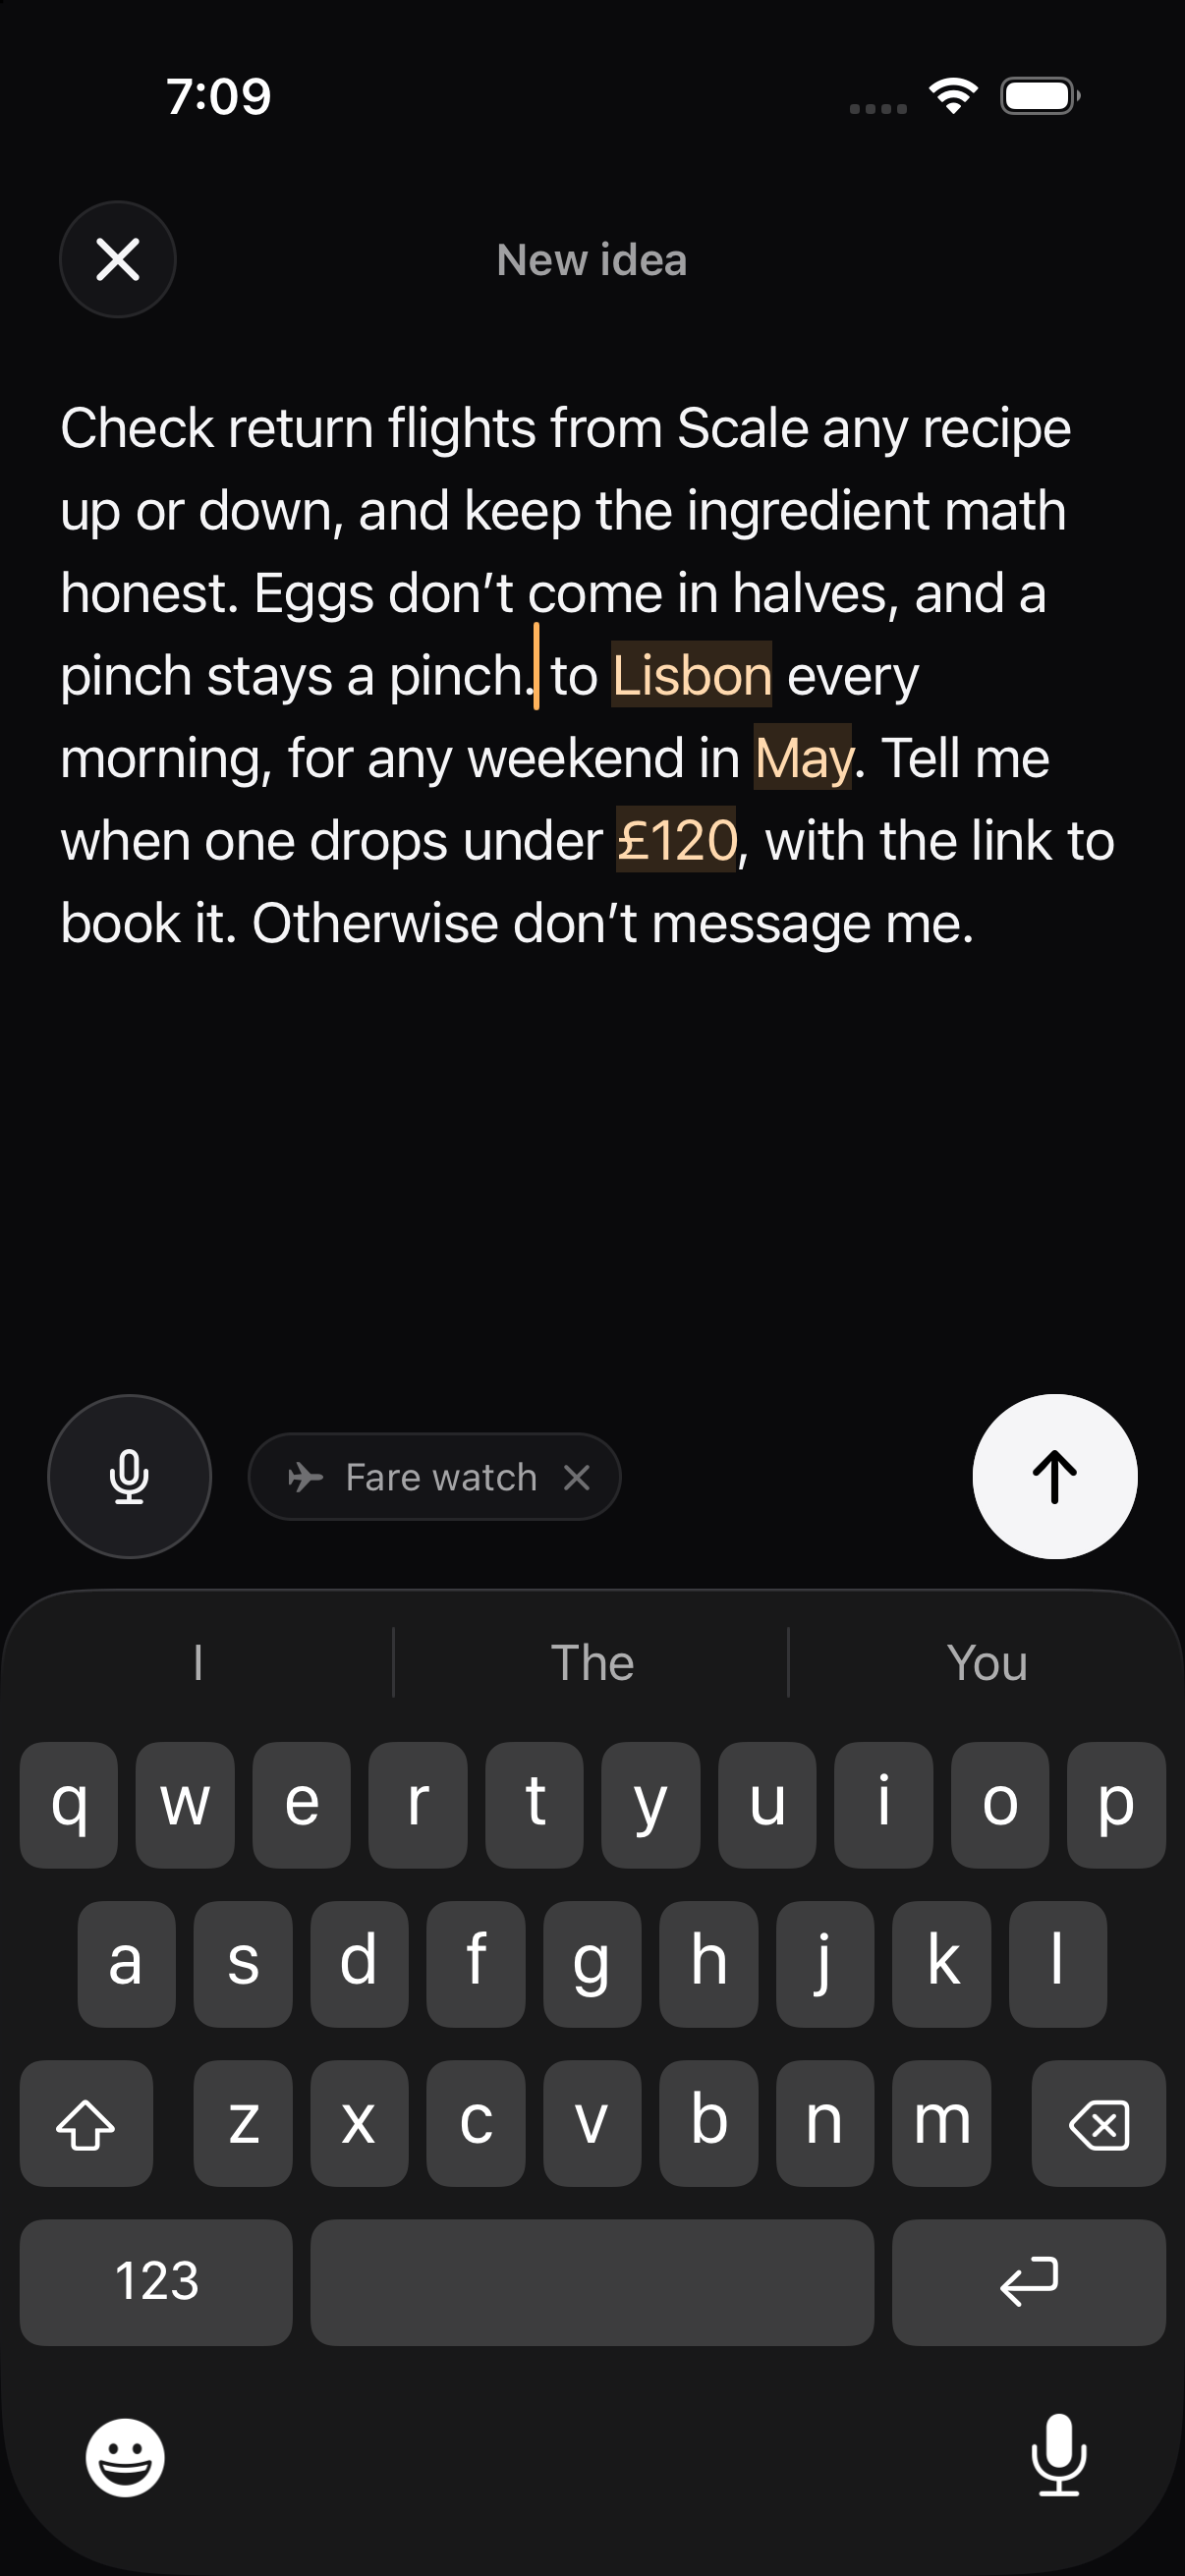 7:09
New idea
Check return flights from Scale any recipe
up or down, and keep the ingredient math
honest. Eggs don’t come in halves, and a
pinch stays a pinch. to Lisbon every
morning, for any weekend in May. Tell me
when one drops under £120, with the link to
book it. Otherwise don’t message me.
Fare watch
I The You
q w e r t y u i o p
a s d f g h j k l
z x c v b n m
123